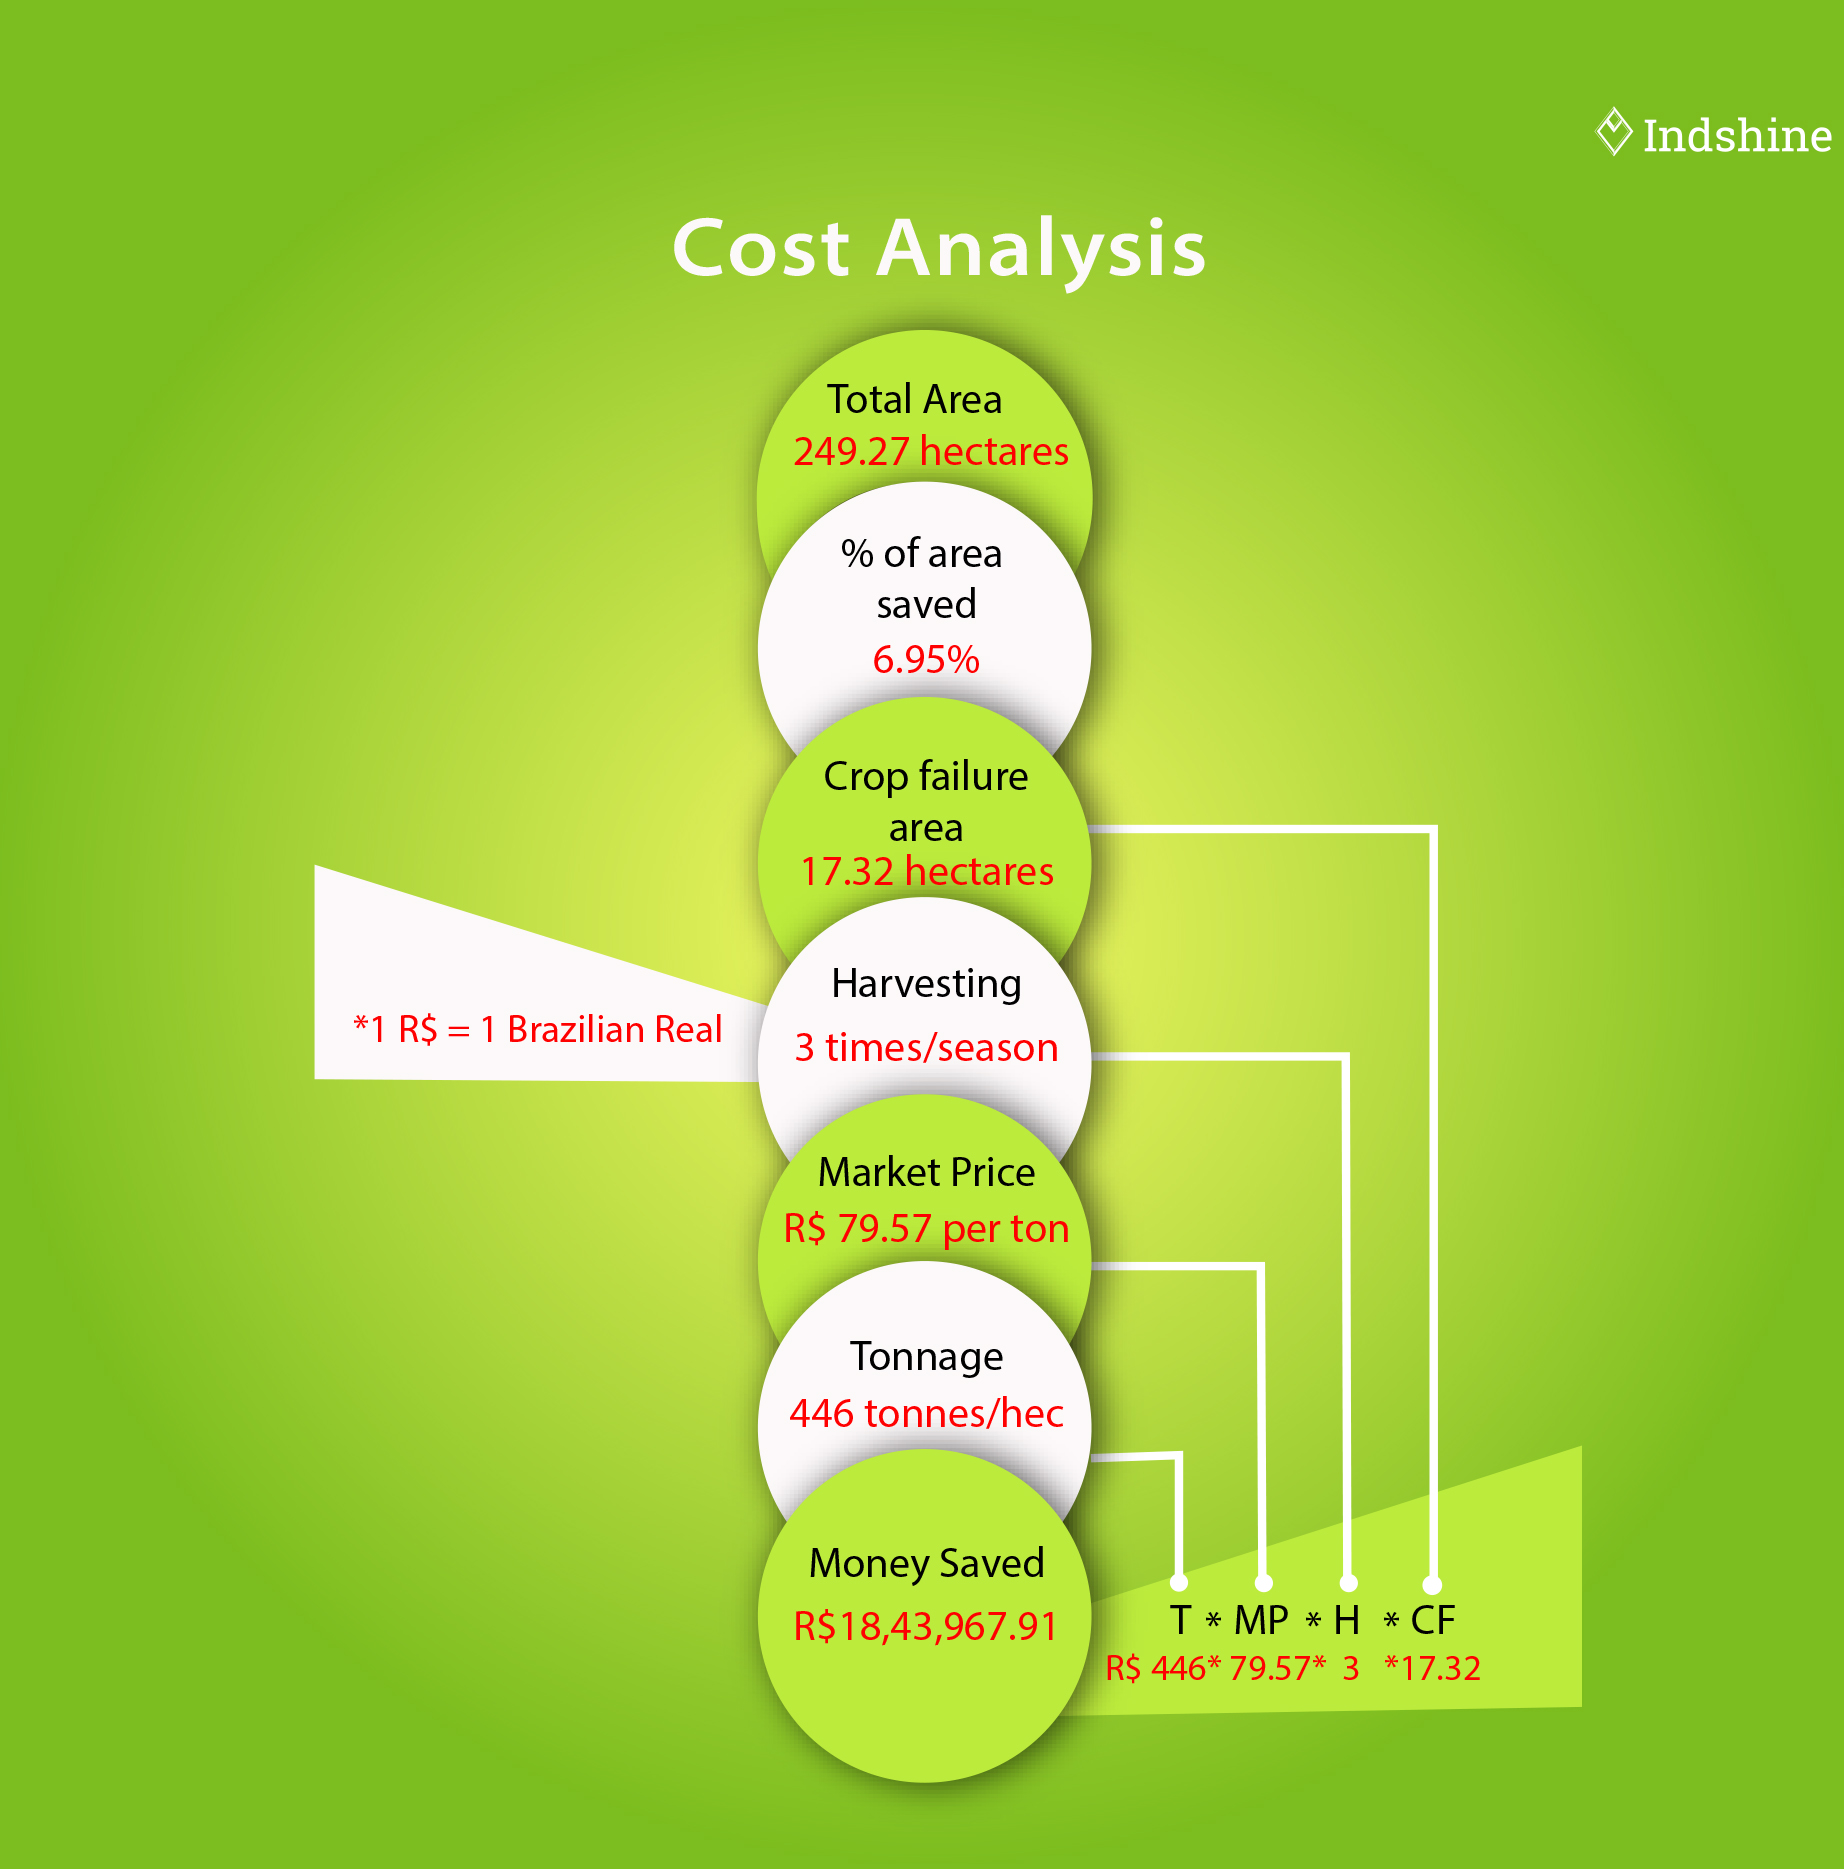 Indshine
Cost Analysis
Total Area
249.27 hectares
% of area
saved
6.95%
Crop failure
area
17.32 hectares
Harvesting
3 times/season
*1 R$ = 1 Brazilian Real
Market Price
R$ 79.57 per ton
Tonnage
446 tonnes/hec
Money Saved
R$18,43,967.91
T * MP * H * CF
R$ 446* 79.57* 3 *17.32